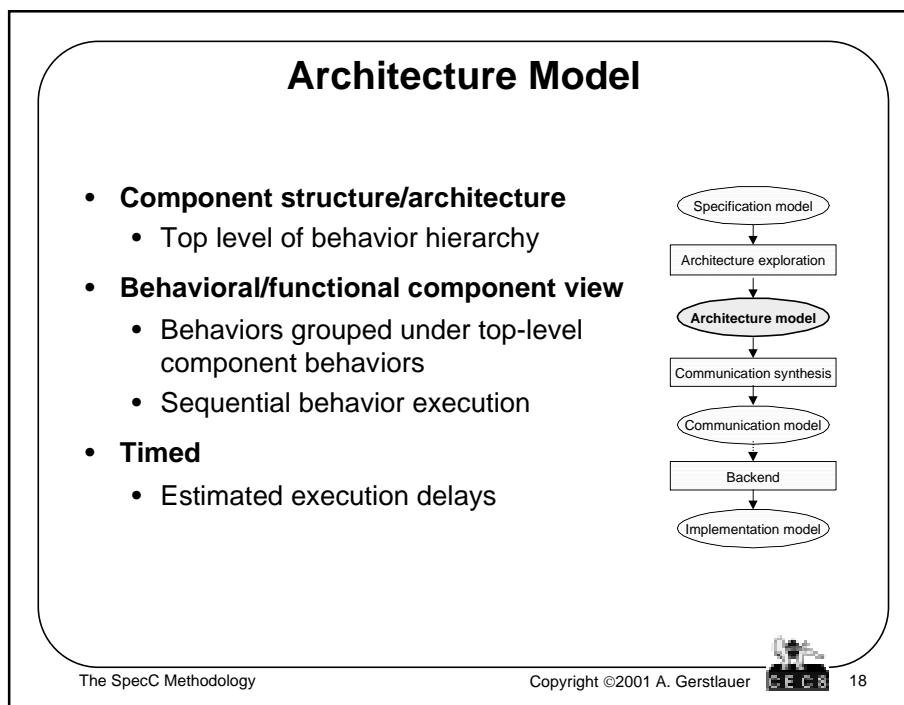 Architecture Model
• Component structure/architecture
• Top level of behavior hierarchy
• Behavioral/functional component view
• Behaviors grouped under top-level
component behaviors
• Sequential behavior execution
• Timed
• Estimated execution delays
Specification model
Architecture exploration
Architecture model
Communication synthesis
Communication model
Backend
Implementation model
The SpecC Methodology
Copyright ©2001 A. Gerstlauer
CECS
18